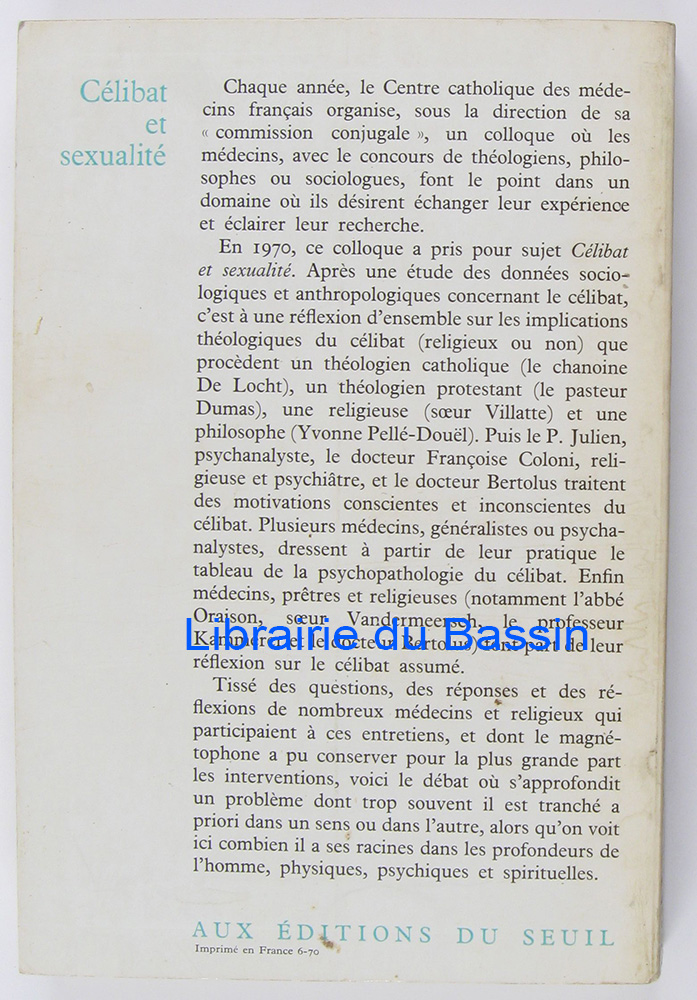 Célibat
et
sexualité
Chaque année, le Centre catholique des méde-
cins français organise, sous la direction de sa
« commission conjugale », un colloque où les
médecins, avec le concours de théologiens, philo-
sophes ou sociologues, font le point dans un
domaine où ils désirent échanger leur expérience
et éclairer leur recherche.
En 1970, ce colloque a pris pour sujet Célibat
et sexualité. Après une étude des données socio-
logiques et anthropologiques concernant le célibat,
c'est à une réflexion d'ensemble sur les implications
théologiques du célibat (religieux ou non) que
procèdent un théologien catholique (le chanoine
De Locht), un théologien protestant (le pasteur
Dumas), une religieuse (sœur Villatte) et une
philosophe (Yvonne Pellé-Douël). Puis le P. Julien,
psychanalyste, le docteur Françoise Coloni, reli-
gieuse et psychiâtre, et le docteur Bertolus traitent
des motivations conscientes et inconscientes du
célibat. Plusieurs médecins, généralistes ou psycha-
nalystes, dressent à partir de leur pratique le
tableau de la psychopathologie du célibat. Enfin
médecins, prêtres et religieuses (notamment l'abbé
Oraison, sœur Vandermeersch, le professeur
Librairie du Bassin
et le docteur Bertolus) font part de leur
réflexion sur le célibat assumé.
Tissé des questions, des réponses et des ré-
flexions de nombreux médecins et religieux qui
participaient à ces entretiens, et dont le magné-
tophone a pu conserver pour la plus grande part
les interventions, voici le débat où s'approfondit
un problème dont trop souvent il est tranché a
priori dans un sens ou dans l'autre, alors qu'on voit
ici combien il a ses racines dans les profondeurs de
l'homme, physiques, psychiques et spirituelles.
AUX ÉDITIONS DU SEUIL
Imprimé en France 6-70